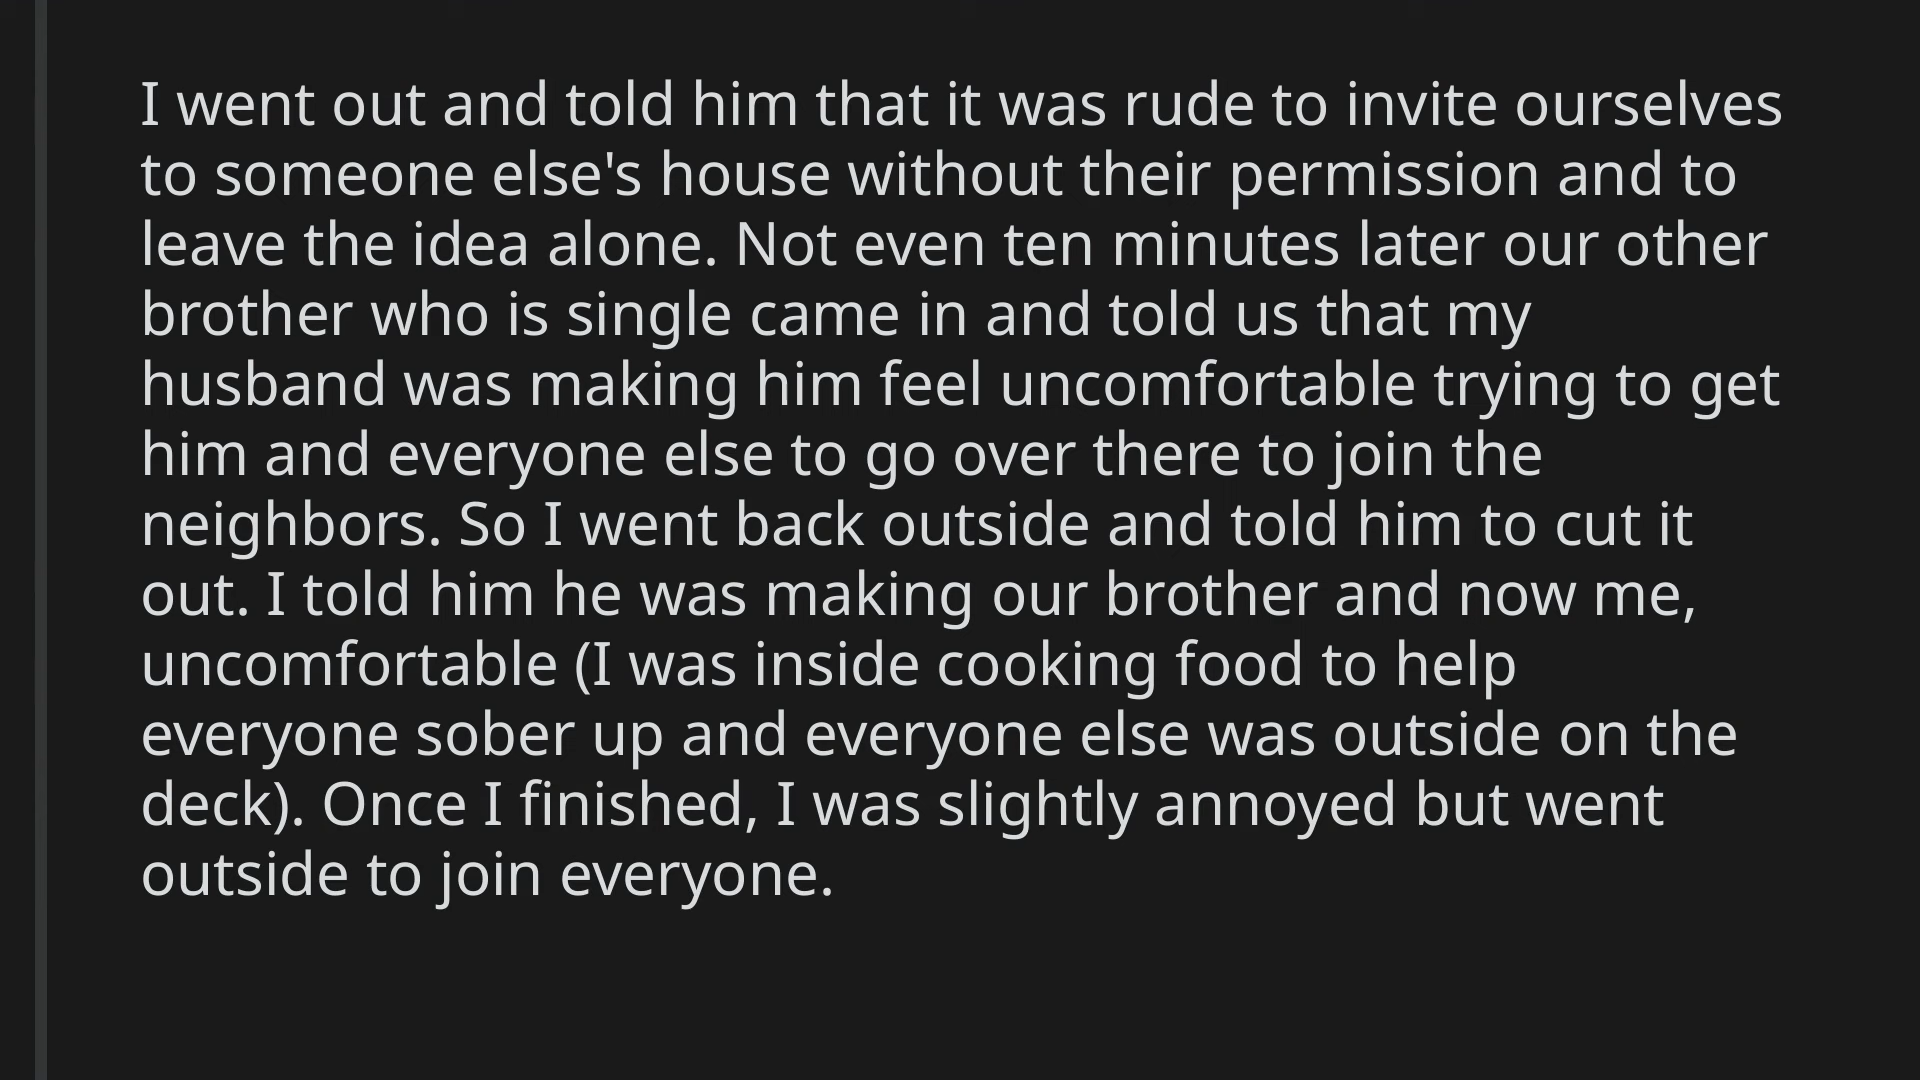 I went out and told him that it was rude to invite ourselves
to someone else's house without their permission and to
leave the idea alone. Not even ten minutes later our other
brother who is single came in and told us that my
husband was making him feel uncomfortable trying to get
him and everyone else to go over there to join the
neighbors. So I went back outside and told him to cut it
out. I told him he was making our brother and now me,
uncomfortable (I was inside cooking food to help
everyone sober up and everyone else was outside on the
deck). Once I finished, I was slightly annoyed but went
outside to join everyone.